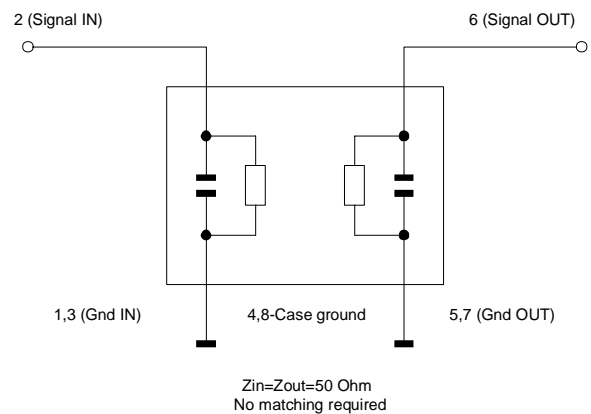 2 (Signal IN)
6 (Signal OUT)
1,3 (Gnd IN)
4,8-Case ground
5,7 (Gnd OUT)
Zin=Zout=50 Ohm
No matching required